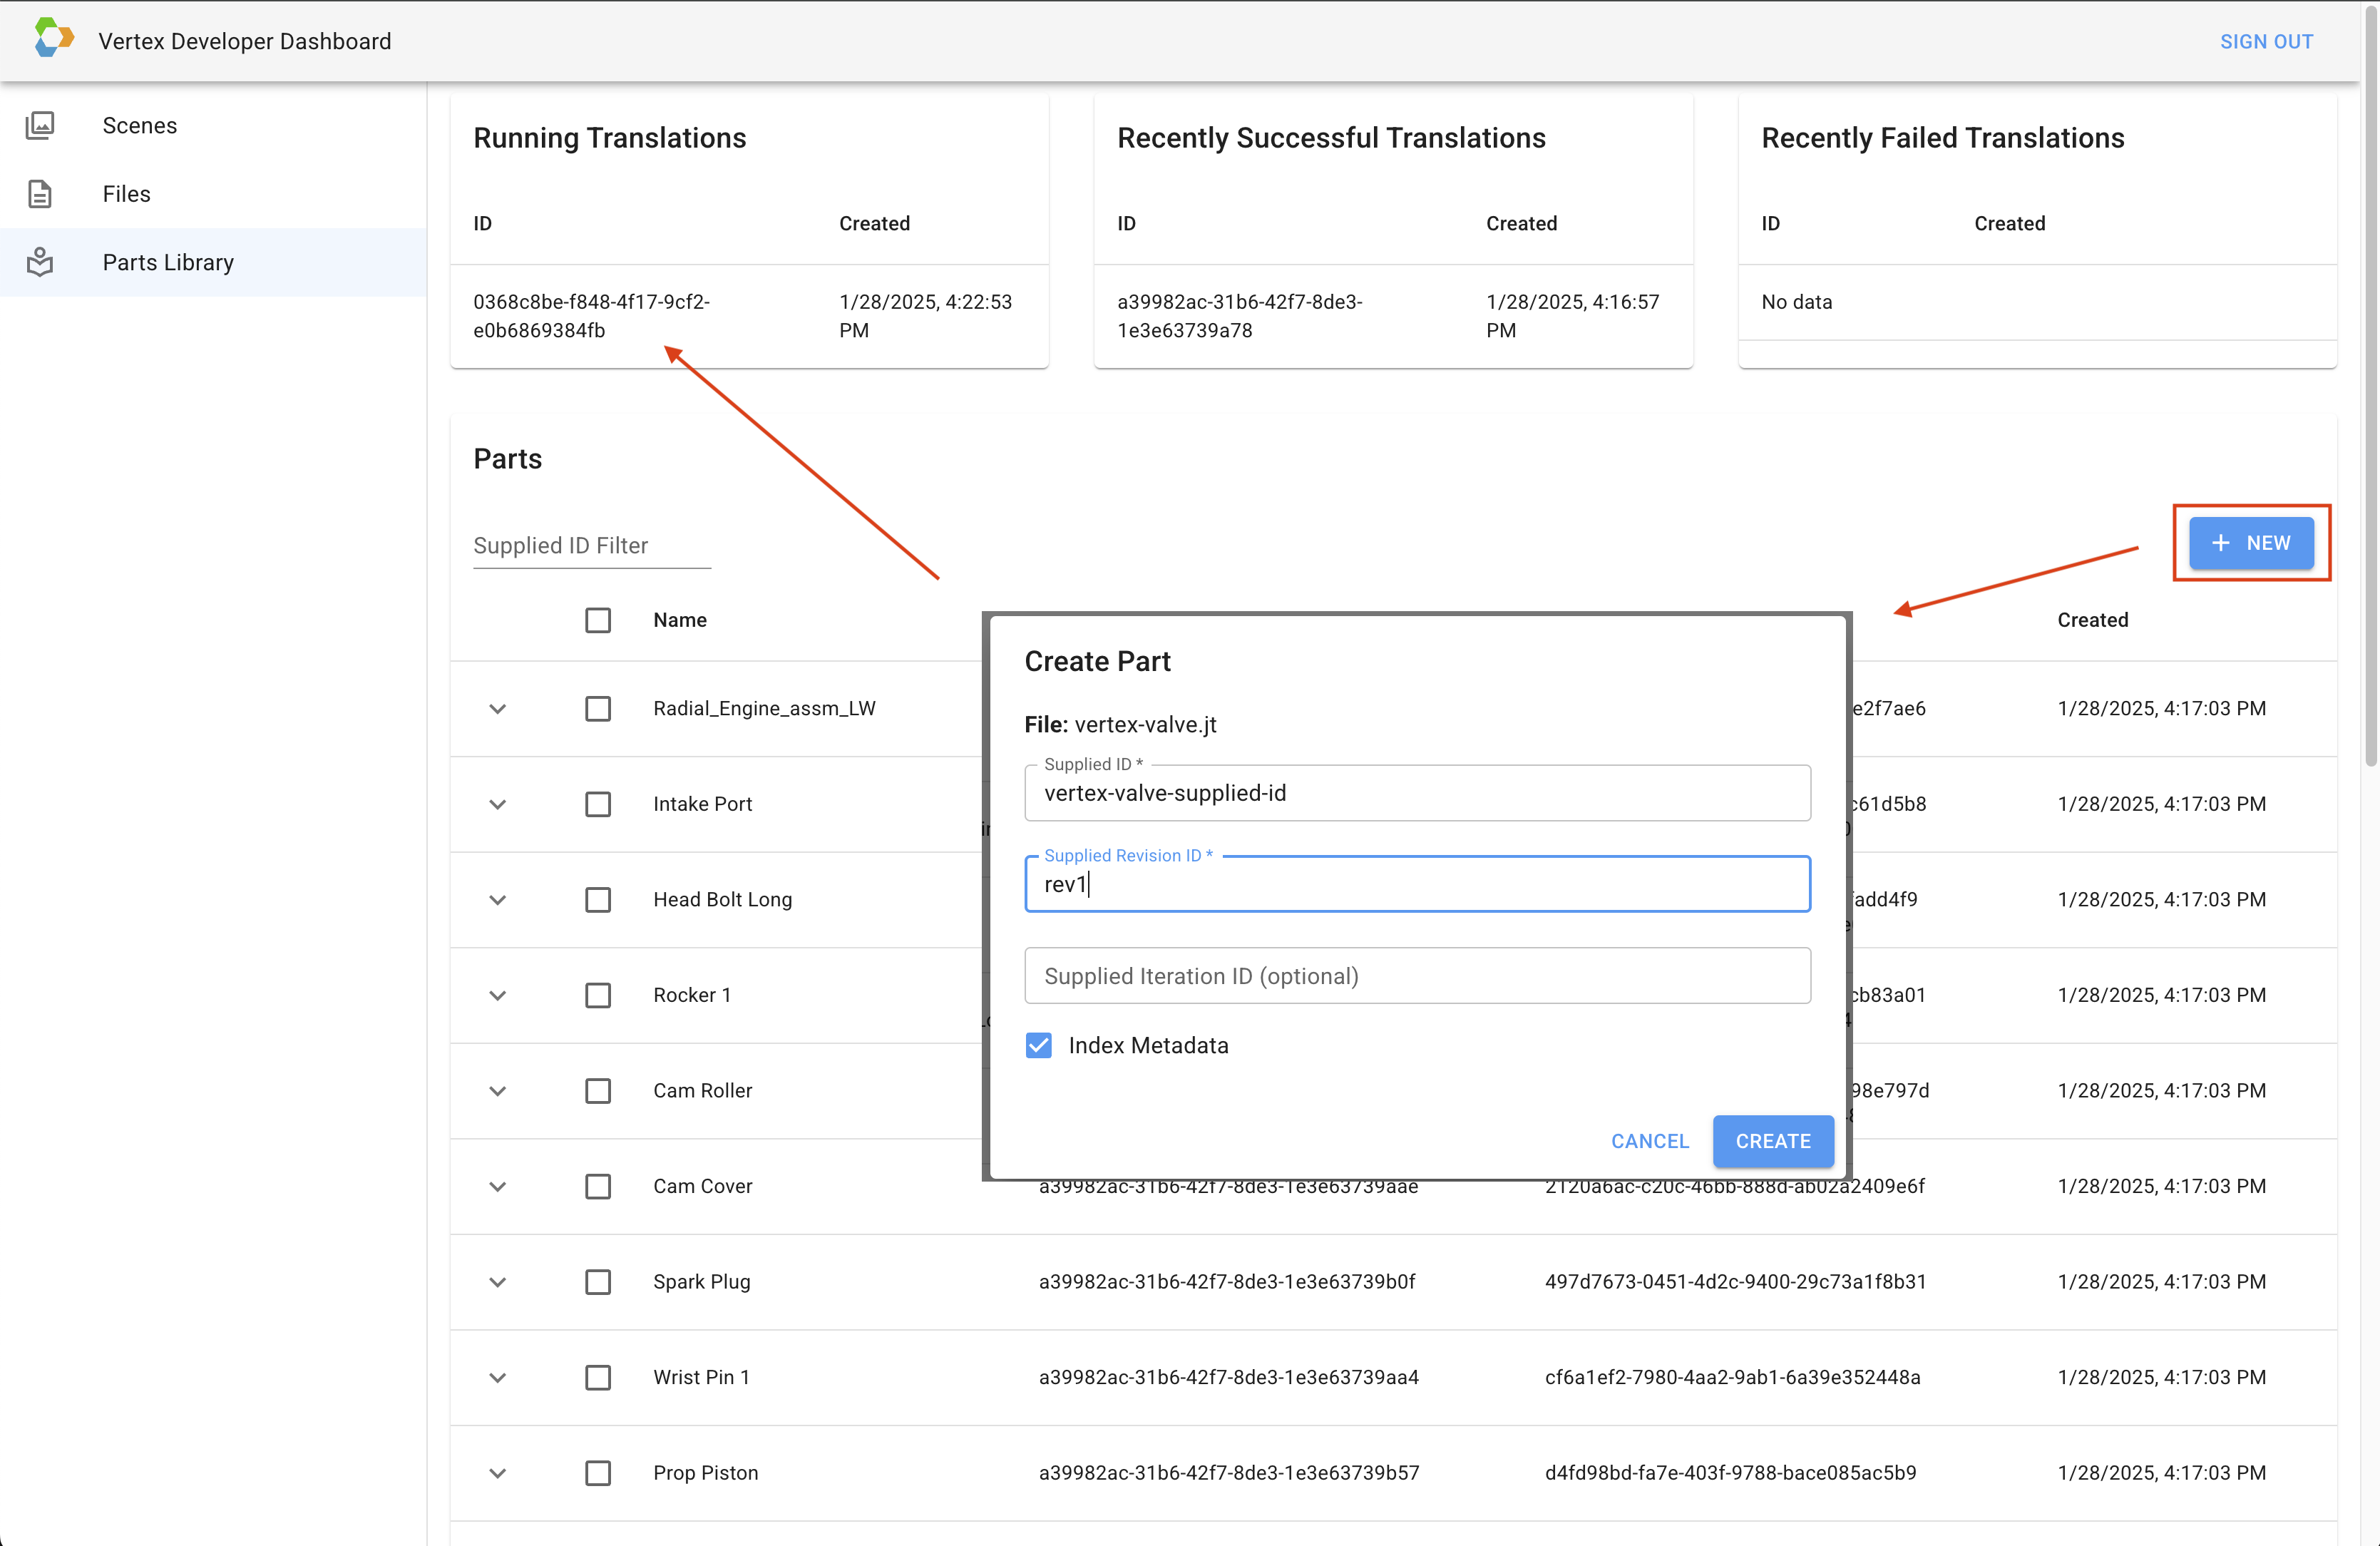 Vertex Developer Dashboard
SIGN OUT
Scenes
Files
Parts Library
Running Translations
ID Created
0368c8be-f848-4f17-9cf2- 1/28/2025, 4:22:53
e0b6869384fb PM
Recently Successful Translations
ID Created
a39982ac-31b6-42f7-8de3- 1/28/2025, 4:16:57
1e3e63739a78 PM
Recently Failed Translations
ID Created
No data
Parts
Supplied ID Filter
+ NEW
Name Created
Radial_Engine_assm_LW e2f7ae6 1/28/2025, 4:17:03 PM
Intake Port c61d5b8 1/28/2025, 4:17:03 PM
Head Bolt Long add4f9 1/28/2025, 4:17:03 PM
Rocker 1 cb83a01 1/28/2025, 4:17:03 PM
Cam Roller 98e797d 1/28/2025, 4:17:03 PM
Cam Cover a39982ac-31b6-42f7-8de3-1e3e63739aae 2120a6ac-c20c-46bb-888d-ab02a2409e6f 1/28/2025, 4:17:03 PM
Spark Plug a39982ac-31b6-42f7-8de3-1e3e63739b0f 497d7673-0451-4d2c-9400-29c73a1f8b31 1/28/2025, 4:17:03 PM
Wrist Pin 1 a39982ac-31b6-42f7-8de3-1e3e63739aa4 cf6a1ef2-7980-4aa2-9ab1-6a39e352448a 1/28/2025, 4:17:03 PM
Prop Piston a39982ac-31b6-42f7-8de3-1e3e63739b57 d4fd98bd-fa7e-403f-9788-bace085ac5b9 1/28/2025, 4:17:03 PM
Create Part
File: vertex-valve.jt
Supplied ID *
vertex-valve-supplied-id
Supplied Revision ID *
rev1
Supplied Iteration ID (optional)
Index Metadata
CANCEL CREATE